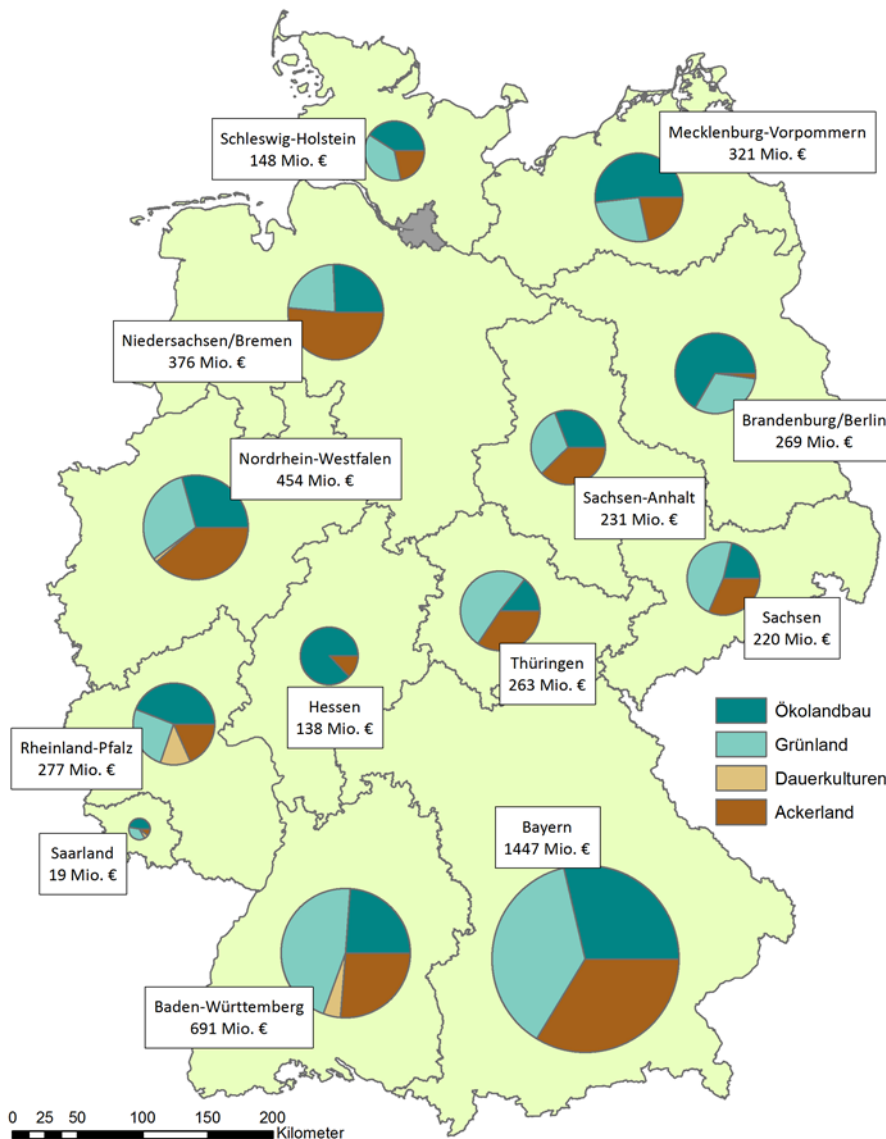 Schleswig-Holstein
148 Mio. €
Mecklenburg-Vorpommern
321 Mio. €
Niedersachsen/Bremen
376 Mio. €
Brandenburg/Berlin
269 Mio. €
Nordrhein-Westfalen
454 Mio. €
Sachsen-Anhalt
231 Mio. €
Sachsen
220 Mio. €
Thüringen
263 Mio. €
Hessen
138 Mio. €
Rheinland-Pfalz
277 Mio. €
Ökolandbau
Grünland
Dauerkulturen
Ackerland
Saarland
19 Mio. €
Bayern
1447 Mio. €
Baden-Württemberg
691 Mio. €
0 25 50 100 150 200
Kilometer